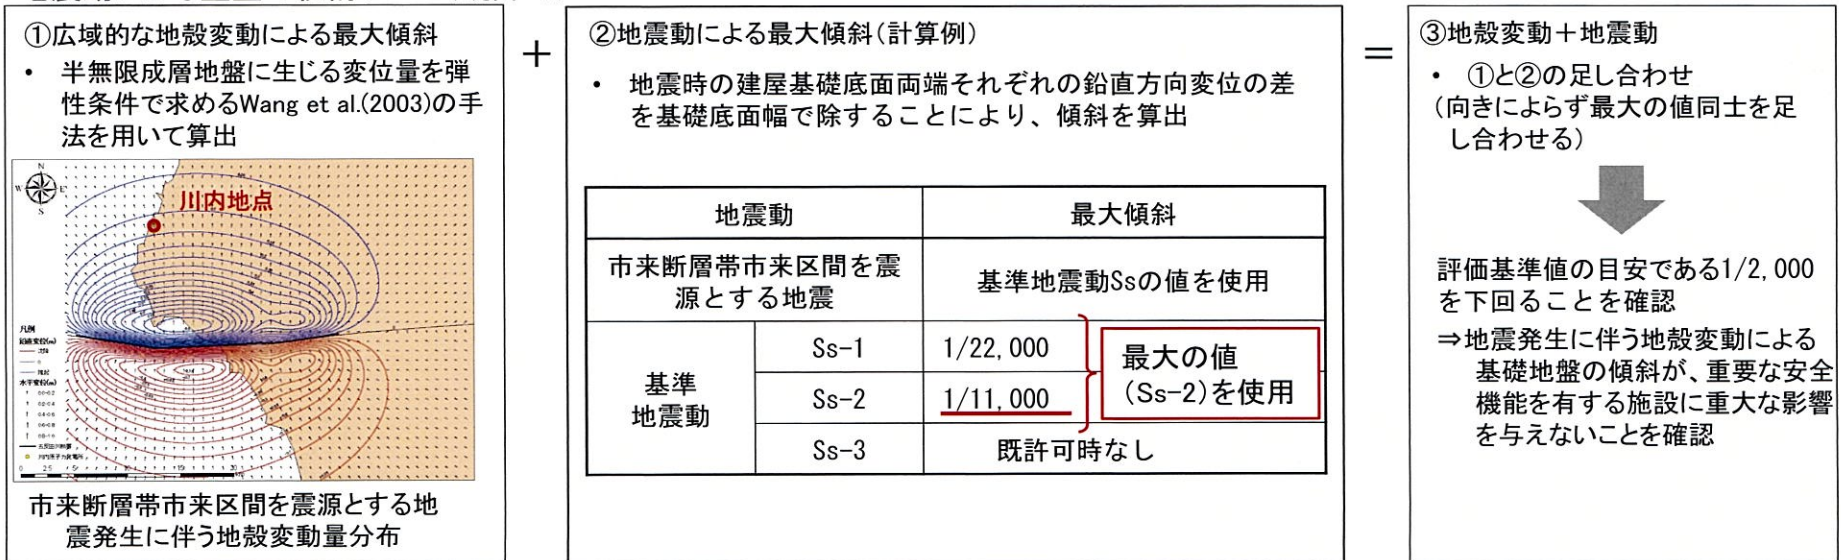 ①広域的な地殻変動による最大傾斜
• 半無限成層地盤に生じる変位量を弾
性条件で求めるWang et al.(2003)の手
法を用いて算出
N
W
E
S
川内地点
凡例
市来断層帯市来区間を震源とする地
震発生に伴う地殻変動量分布
+
②地震動による最大傾斜(計算例)
• 地震時の建屋基礎底面両端それぞれの鉛直方向変位の差
を基礎底面幅で除することにより、傾斜を算出
地震動
最大傾斜
市来断層帯市来区間を震
源とする地震
基準地震動Ssの値を使用
基準
地震動
Ss-1
1/22,000
Ss-2
1/11,000
Ss-3
既許可時なし
最大の値
(Ss-2)を使用
=
③地殻変動+地震動
• ①と②の足し合わせ
(向きによらず最大の値同士を足
し合わせる)
評価基準値の目安である1/2,000
を下回ることを確認
⇒地震発生に伴う地殻変動による
基礎地盤の傾斜が、重要な安全
機能を有する施設に重大な影響
を与えないことを確認